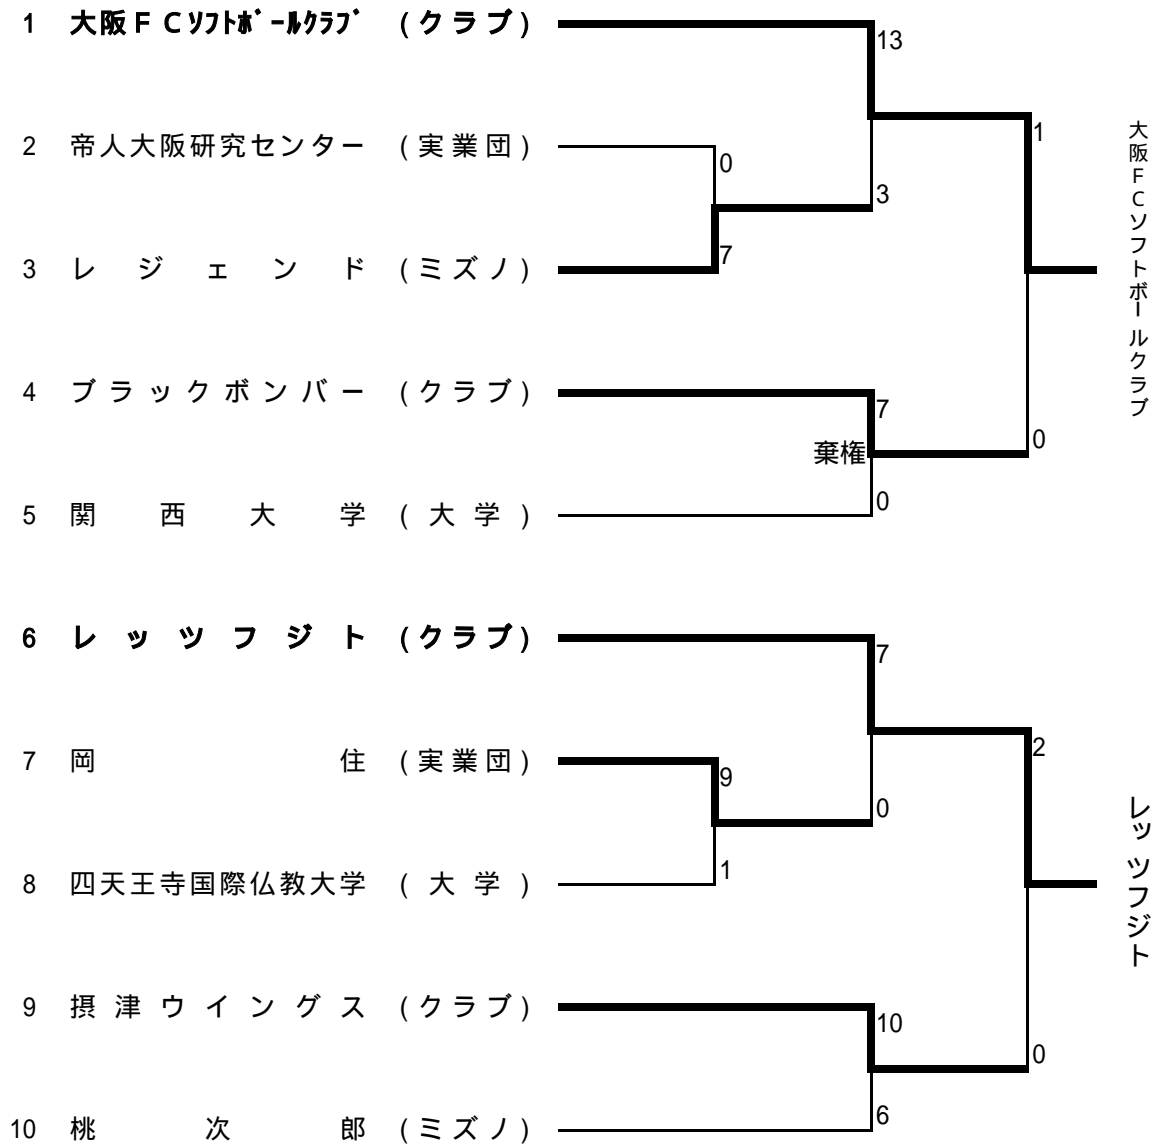 1 大阪ＦＣｿﾌﾄﾎﾞｰﾙｸﾗﾌﾞ (クラブ)
13
1
2 帝人大阪研究センター (実業団)
0
3
3 レジェンド (ミズノ)
7
大阪ＦＣソフトボールクラブ
4 ブラックボンバー (クラブ)
7
0
棄権
5 関西大学 (大学)
0
6 レッツフジト (クラブ)
7
2
7 岡住 (実業団)
9
0
8 四天王寺国際仏教大学 (大学)
1
レッツフジト
9 摂津ウイングス (クラブ)
10
0
10 桃次郎 (ミズノ)
6